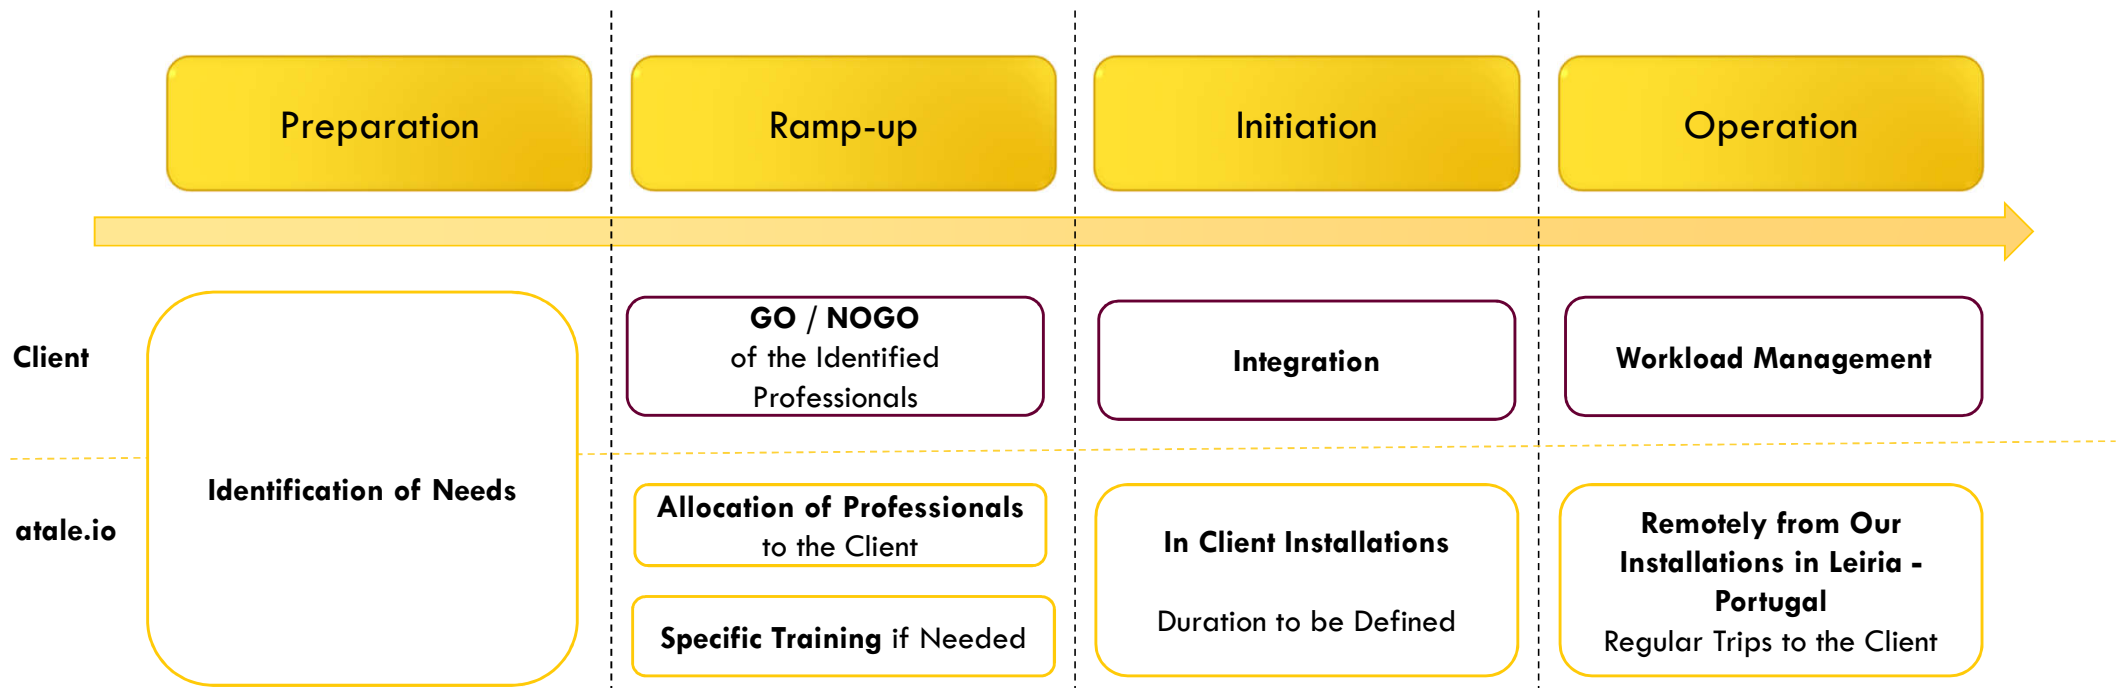 Preparation
Ramp-up
Initiation
Operation
Client
GO / NOGO
of the Identified
Professionals
Integration
Workload Management
atale.io
Identification of Needs
Allocation of Professionals
to the Client
Specific Training if Needed
In Client Installations
Duration to be Defined
Remotely from Our
Installations in Leiria -
Portugal
Regular Trips to the Client